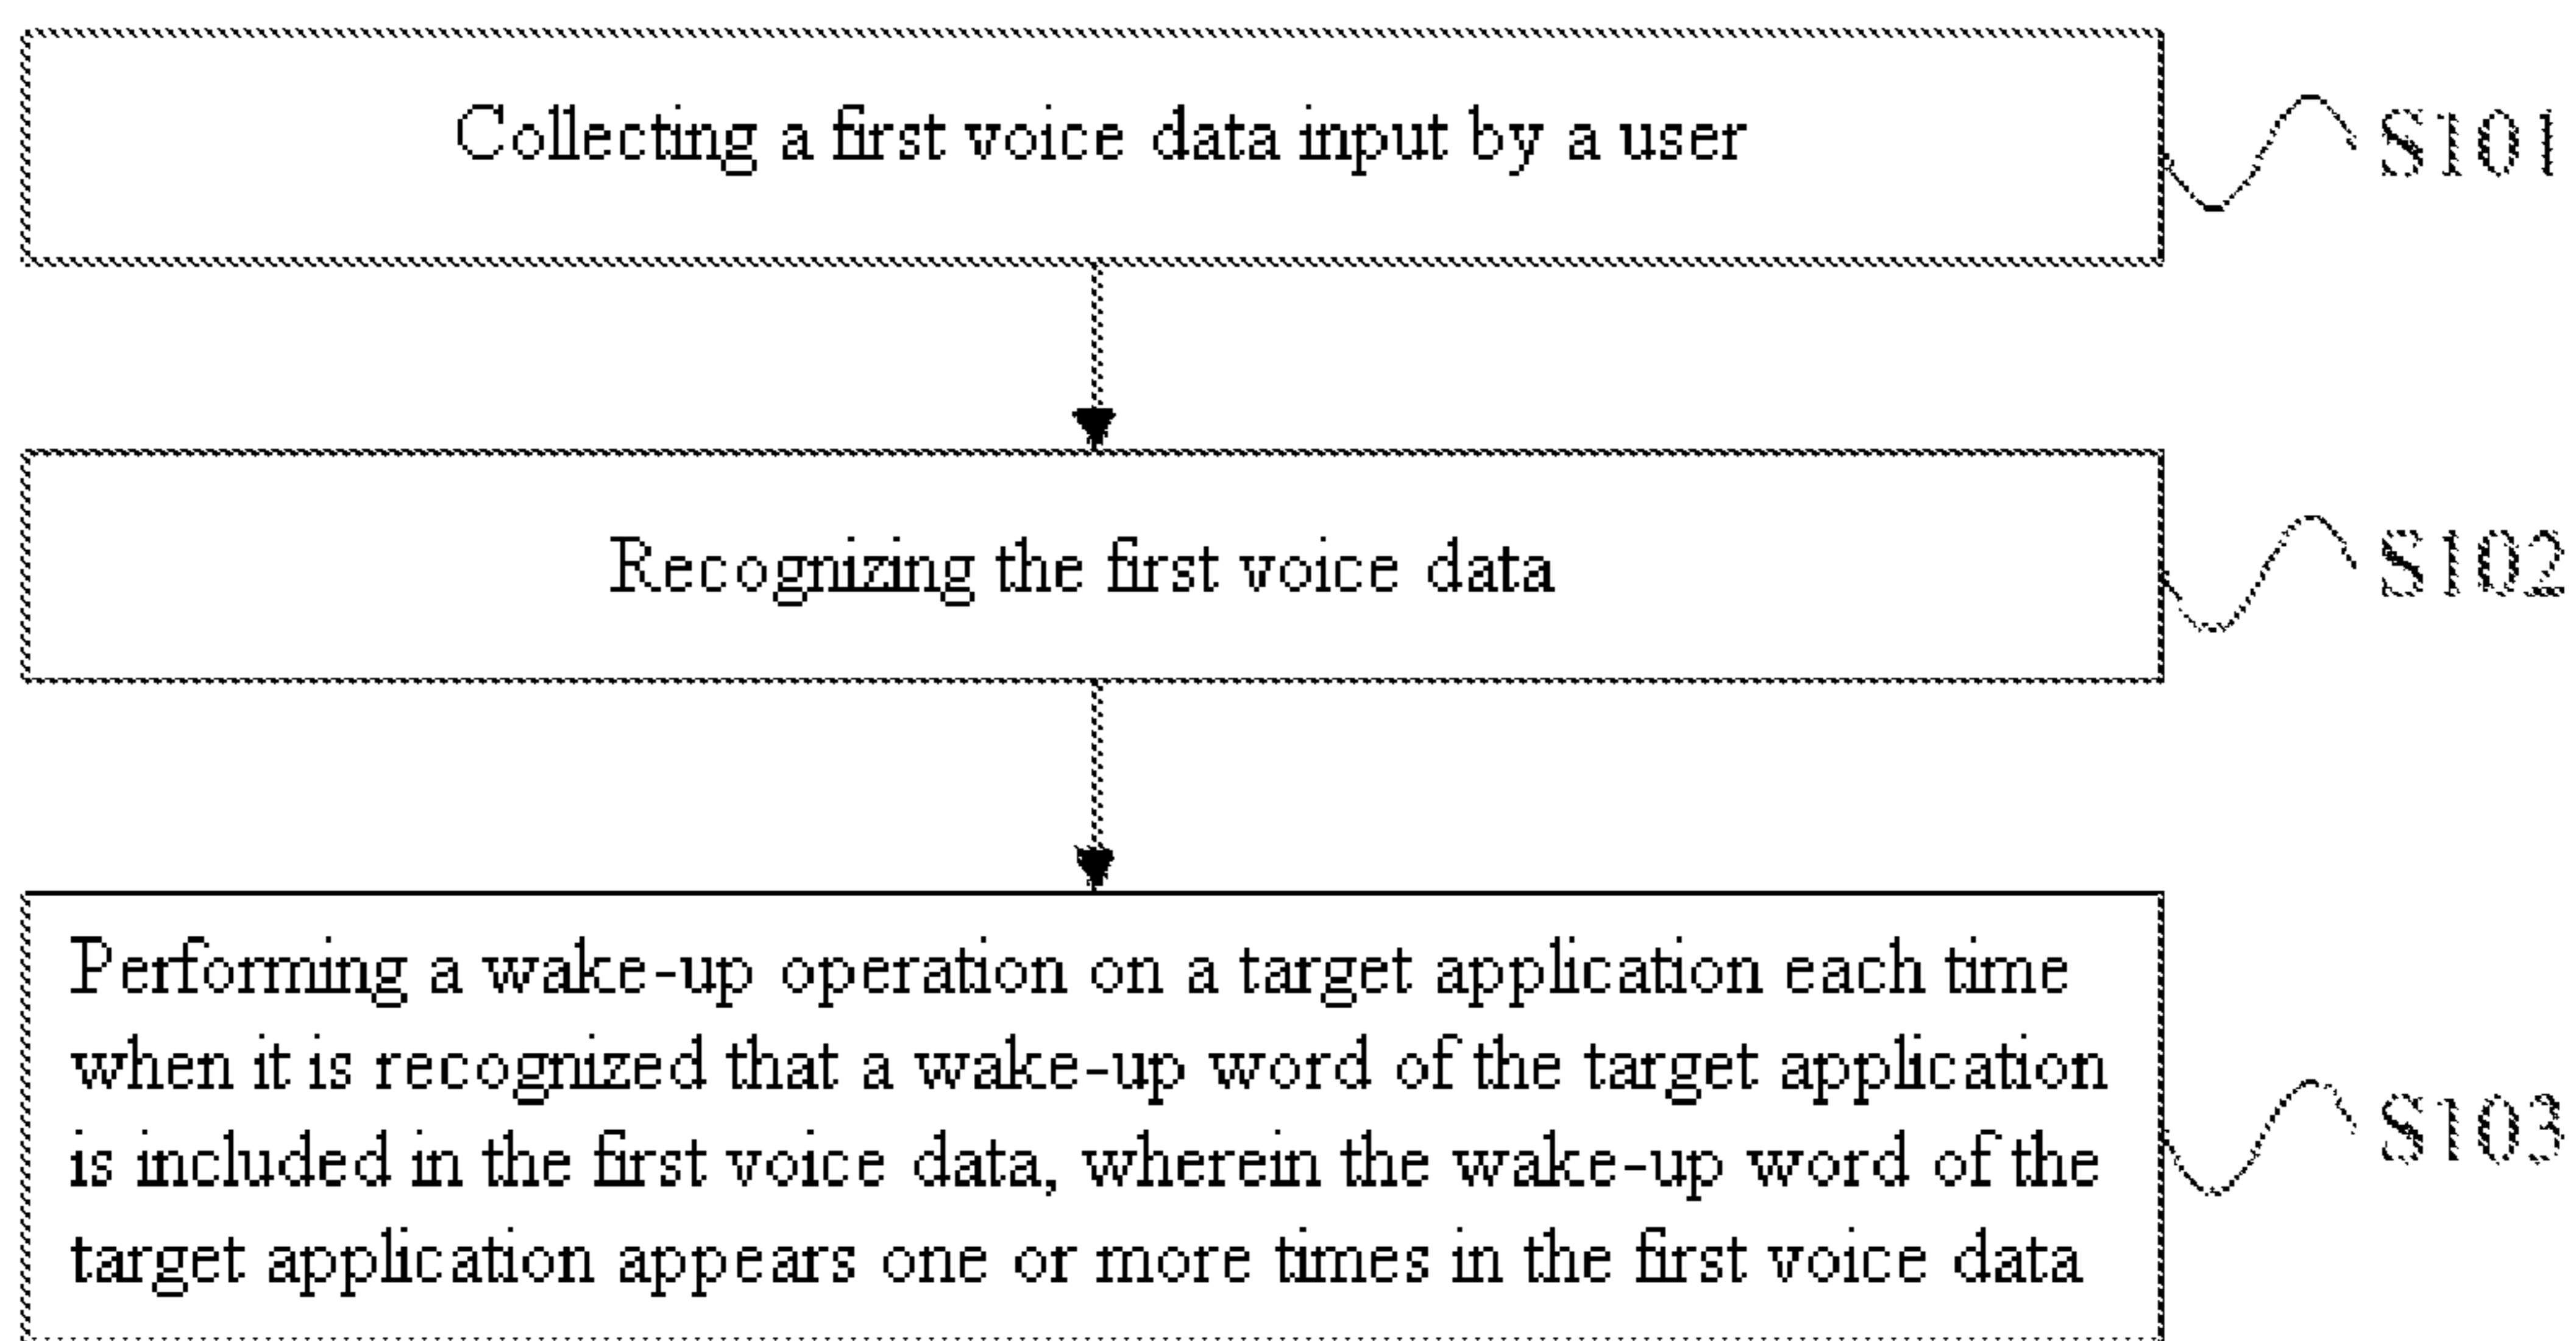 Collecting a first voice data input by a user
S101
Recognizing the first voice data
S102
Performing a wake-up operation on a target application each time
when it is recognized that a wake-up word of the target application
is included in the first voice data, wherein the wake-up word of the
target application appears one or more times in the first voice data
S103